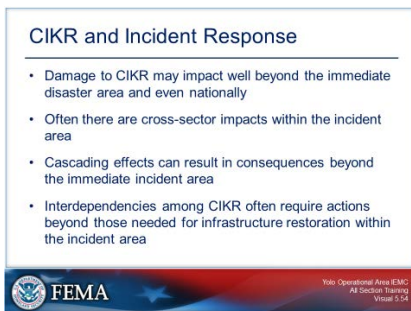 CIKR and Incident Response
• Damage to CIKR may impact well beyond the immediate
disaster area and even nationally
• Often there are cross-sector impacts within the incident
area
• Cascading effects can result in consequences beyond
the immediate incident area
• Interdependencies among CIKR often require actions
beyond those needed for infrastructure restoration within
the incident area
FEMA
Yolo Operational Area IEMC
All Section Training
Visual 5.54